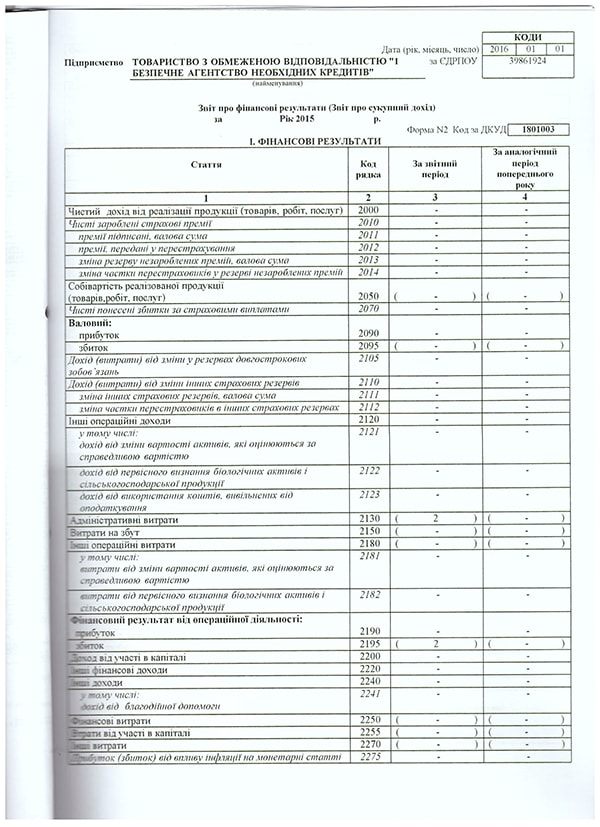 КОДИ
Дата (рік, місяць, число) 2016 01 01
Підприємство ТОВАРИСТВО З ОБМЕЖЕНОЮ ВІДПОВІДАЛЬНІСТЮ "1 за ЄДРПОУ 39861924
БЕЗПЕЧНЕ АГЕНТСТВО НЕОБХІДНИХ КРЕДИТІВ"
(найменування)
Звіт про фінансові результати (Звіт про сукупний дохід)
за Рік 2015 р.
Форма N2 Код за ДКУД 1801003
I. ФІНАНСОВІ РЕЗУЛЬТАТИ
Стаття Код рядка За звітний період За аналогічний період попереднього року
1 2 3 4
Чистий дохід від реалізації продукції (товарів, робіт, послуг) 2000 - -
Чисті зароблені страхові премії 2010 - -
премії підписані, валова сума 2011 - -
премії, передані у перестрахування 2012 - -
зміна резерву незароблених премій, валова сума 2013 - -
зміна частки перестраховиків у резерві незароблених премій 2014 - -
Собівартість реалізованої продукції
(товарів,робіт, послуг) 2050 ( - ) ( - )
Чисті понесені збитки за страховими виплатами 2070 - -
Валовий:
прибуток 2090 - -
збиток 2095 ( - ) ( - )
Дохід (витрати) від зміни у резервах довгострокових 2105 - -
зобов'язань
Дохід (витрати) від зміни інших страхових резервів 2110 - -
зміна інших страхових резервів, валова сума 2111 - -
зміна частки перестраховиків в інших страхових резервах 2112 - -
Інші операційні доходи 2120 - -
у тому числі: 2121 - -
дохід від зміни вартості активів, які оцінюються за
справедливою вартістю
дохід від первісного визнання біологічних активів і 2122 - -
сільськогосподарської продукції
дохід від використання коштів, вивільнених від 2123 - -
оподаткування
Адміністративні витрати 2130 ( 2 ) ( - )
Витрати на збут 2150 ( - ) ( - )
Інші операційні витрати 2180 ( - ) ( - )
у тому числі: 2181 - -
витрати від зміни вартості активів, які оцінюються за
справедливою вартістю
витрати від первісного визнання біологічних активів і 2182 - -
сільськогосподарської продукції
Фінансовий результат від операційної діяльності:
прибуток 2190 - -
збиток 2195 ( 2 ) ( - )
Доход від участі в капіталі 2200 - -
Інші фінансові доходи 2220 - -
Інші доходи 2240 - -
у тому числі: 2241 - -
дохід від благодійної допомоги
Фінансові витрати 2250 ( - ) ( - )
Втрати від участі в капіталі 2255 ( - ) ( - )
Інші витрати 2270 ( - ) ( - )
Прибуток (збиток) від впливу інфляції на монетарні статті 2275 - -